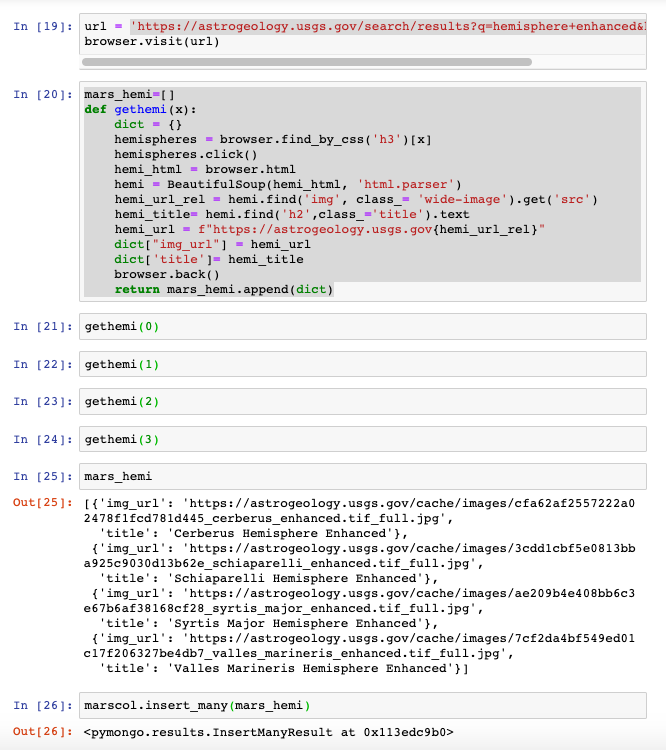 In [19]: url = 'https://astrogeology.usgs.gov/search/results?q=hemisphere+enhanced&
browser.visit(url)
In [20]: mars_hemi=[]
def gethemi(x):
    dict = {}
    hemispheres = browser.find_by_css('h3')[x]
    hemispheres.click()
    hemi_html = browser.html
    hemi = BeautifulSoup(hemi_html, 'html.parser')
    hemi_url_rel = hemi.find('img', class_= 'wide-image').get('src')
    hemi_title= hemi.find('h2',class_='title').text
    hemi_url = f"https://astrogeology.usgs.gov{hemi_url_rel}"
    dict["img_url"] = hemi_url
    dict['title']= hemi_title
    browser.back()
    return mars_hemi.append(dict)
In [21]: gethemi(0)
In [22]: gethemi(1)
In [23]: gethemi(2)
In [24]: gethemi(3)
In [25]: mars_hemi
Out[25]: [{'img_url': 'https://astrogeology.usgs.gov/cache/images/cfa62af2557222a0
2478f1fcd781d445_cerberus_enhanced.tif_full.jpg',
  'title': 'Cerberus Hemisphere Enhanced'},
 {'img_url': 'https://astrogeology.usgs.gov/cache/images/3cdd1cbf5e0813bb
a925c9030d13b62e_schiaparelli_enhanced.tif_full.jpg',
  'title': 'Schiaparelli Hemisphere Enhanced'},
 {'img_url': 'https://astrogeology.usgs.gov/cache/images/ae209b4e408bb6c3
e67b6af38168cf28_syrtis_major_enhanced.tif_full.jpg',
  'title': 'Syrtis Major Hemisphere Enhanced'},
 {'img_url': 'https://astrogeology.usgs.gov/cache/images/7cf2da4bf549ed01
c17f206327be4db7_valles_marineris_enhanced.tif_full.jpg',
  'title': 'Valles Marineris Hemisphere Enhanced'}]
In [26]: marscol.insert_many(mars_hemi)
Out[26]: <pymongo.results.InsertManyResult at 0x113edc9b0>